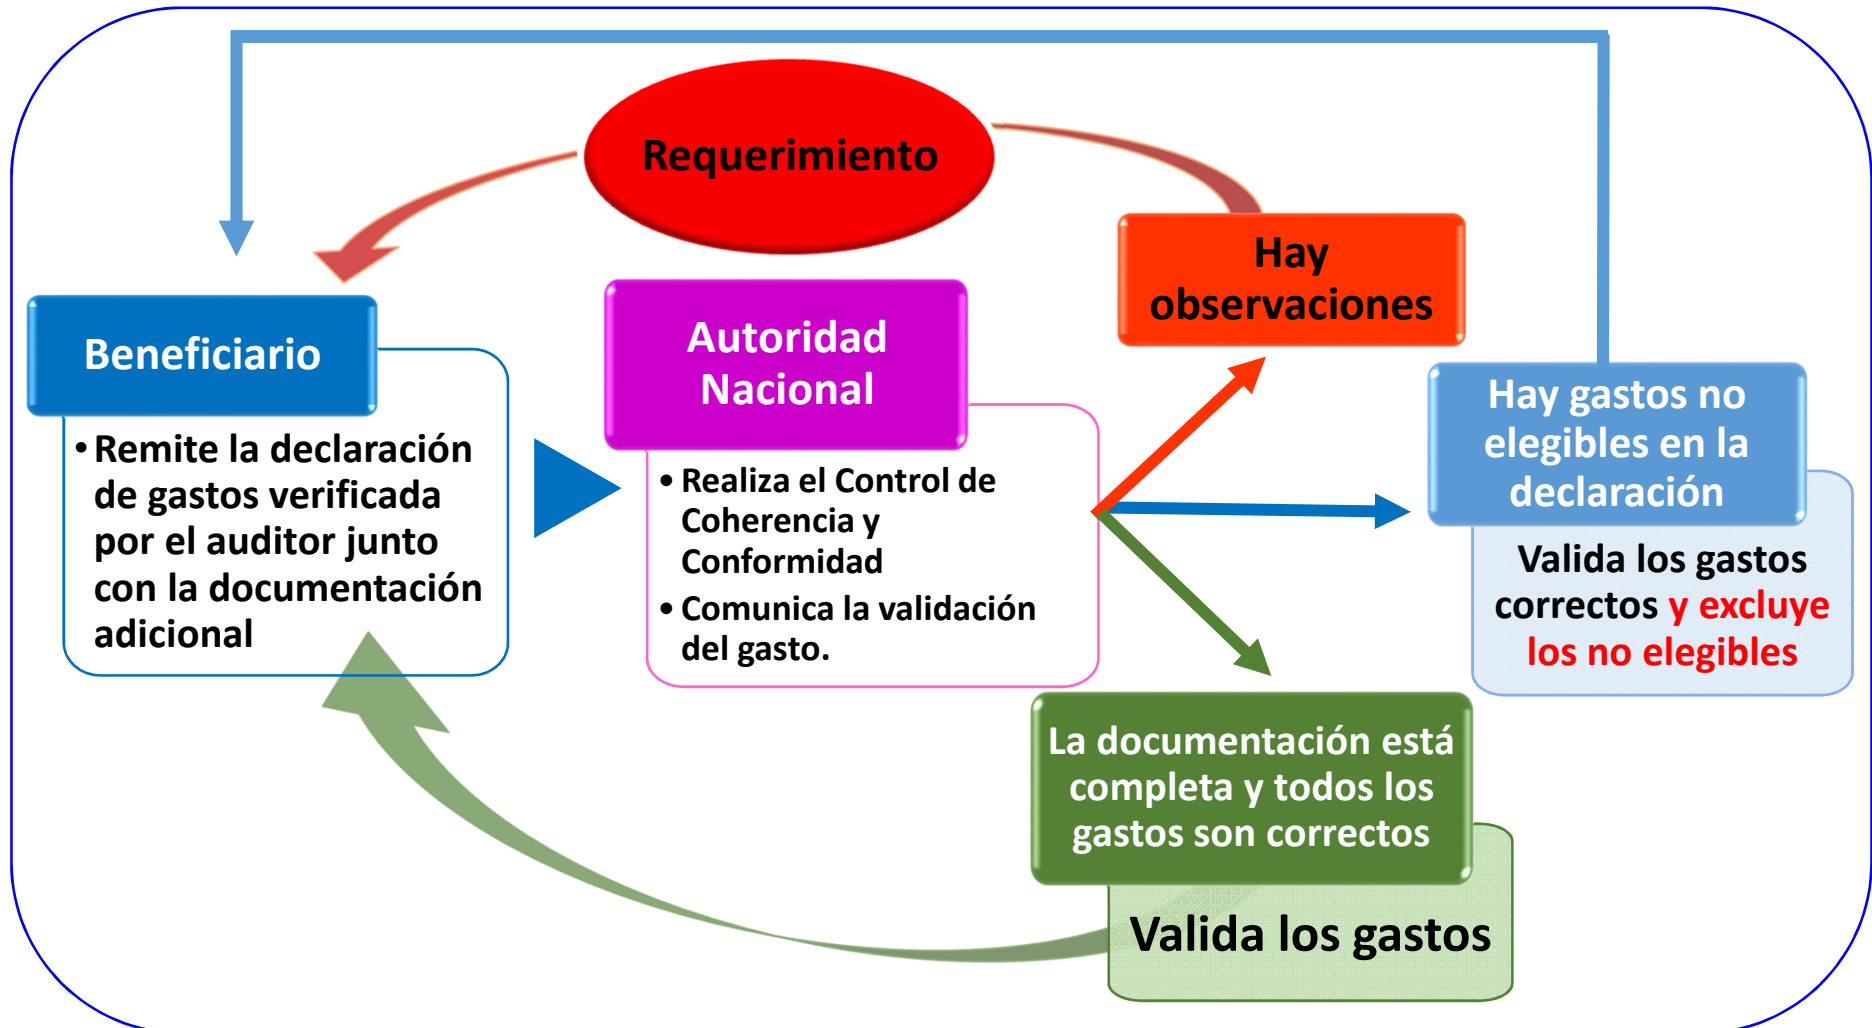 Requerimiento
Hay
observaciones
Beneficiario
• Remite la declaración
de gastos verificada
por el auditor junto
con la documentación
adicional
Autoridad
Nacional
• Realiza el Control de
Coherencia y
Conformidad
• Comunica la validación
del gasto.
Hay gastos no
elegibles en la
declaración
Valida los gastos
correctos y excluye
los no elegibles
La documentación está
completa y todos los
gastos son correctos
Valida los gastos